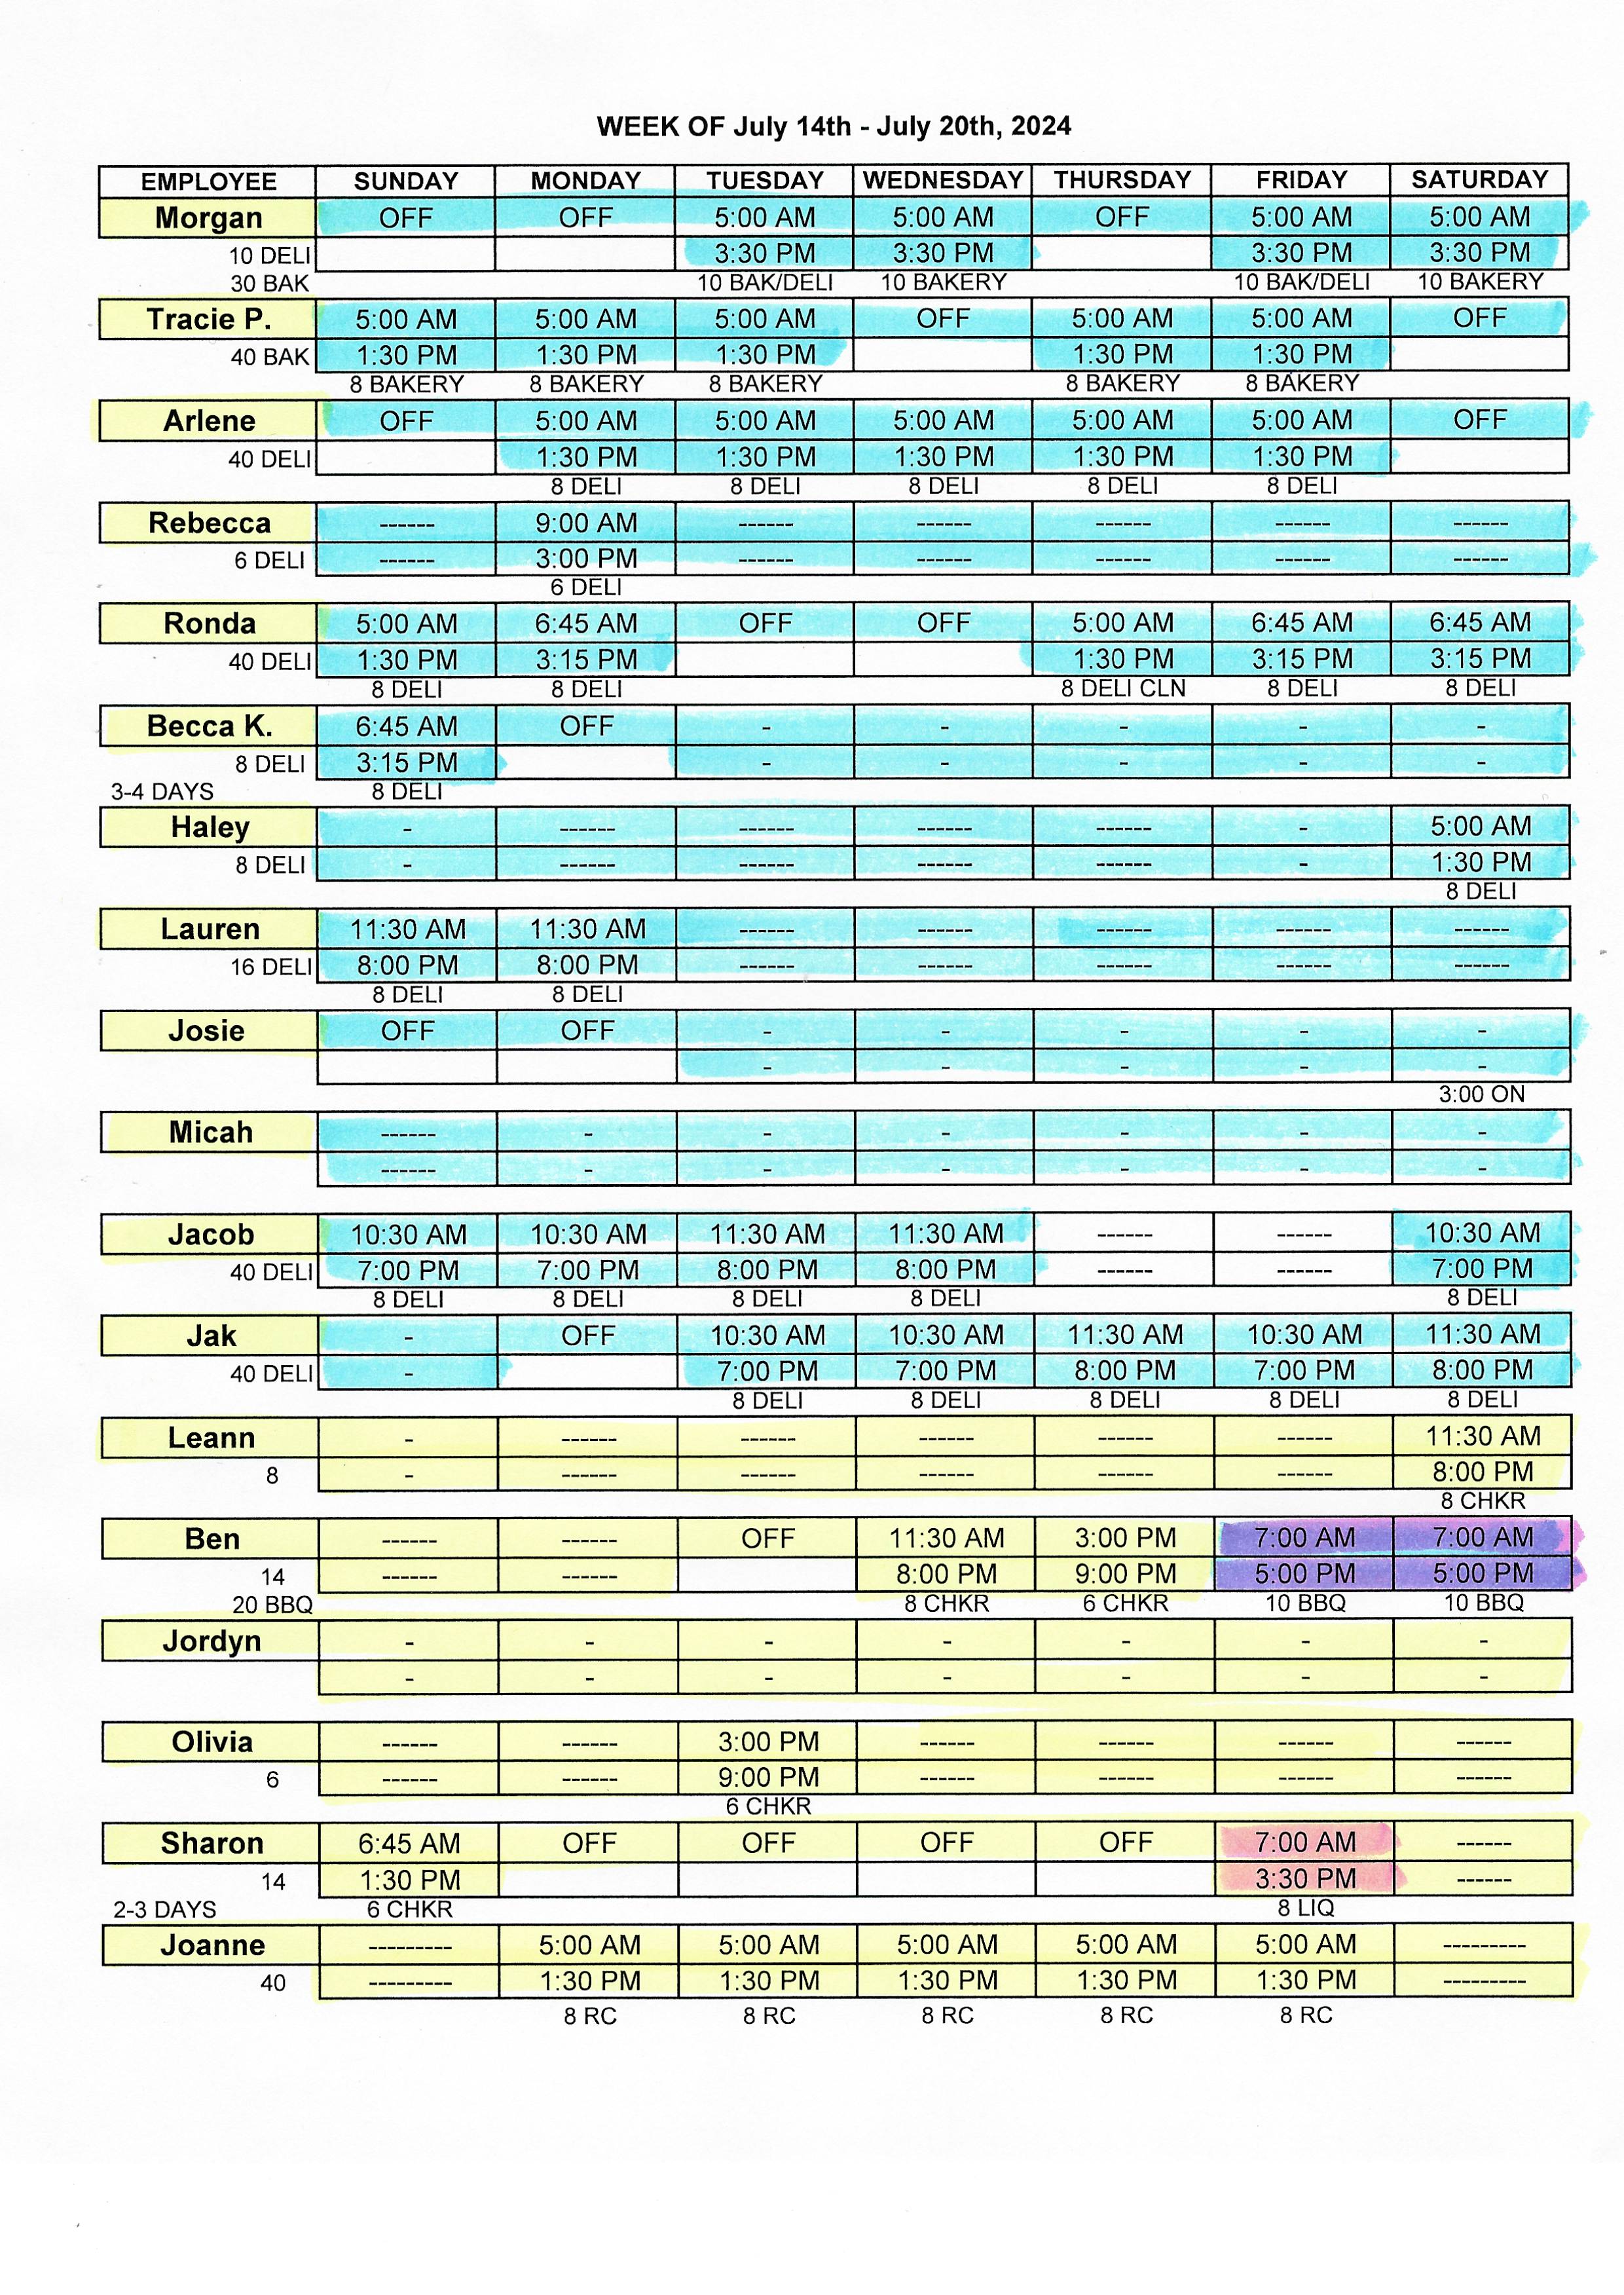 WEEK OF July 14th - July 20th, 2024
EMPLOYEE SUNDAY MONDAY TUESDAY WEDNESDAY THURSDAY FRIDAY SATURDAY
Morgan OFF OFF 5:00 AM 5:00 AM OFF 5:00 AM 5:00 AM
10 DELI 3:30 PM 3:30 PM 3:30 PM 3:30 PM
30 BAK 10 BAK/DELI 10 BAKERY 10 BAK/DELI 10 BAKERY
Tracie P. 5:00 AM 5:00 AM 5:00 AM OFF 5:00 AM 5:00 AM OFF
40 BAK 1:30 PM 1:30 PM 1:30 PM 1:30 PM 1:30 PM
8 BAKERY 8 BAKERY 8 BAKERY 8 BAKERY 8 BAKERY
Arlene OFF 5:00 AM 5:00 AM 5:00 AM 5:00 AM 5:00 AM OFF
40 DELI 1:30 PM 1:30 PM 1:30 PM 1:30 PM 1:30 PM
8 DELI 8 DELI 8 DELI 8 DELI 8 DELI
Rebecca ------ 9:00 AM ------ ------ ------ ------ ------
6 DELI ------ 3:00 PM ------ ------ ------ ------ ------
6 DELI
Ronda 5:00 AM 6:45 AM OFF OFF 5:00 AM 6:45 AM 6:45 AM
40 DELI 1:30 PM 3:15 PM 1:30 PM 3:15 PM 3:15 PM
8 DELI 8 DELI 8 DELI CLN 8 DELI 8 DELI
Becca K. 6:45 AM OFF - - - - -
8 DELI 3:15 PM - - - - -
3-4 DAYS 8 DELI
Haley - ------ ------ ------ ------ - 5:00 AM
8 DELI - ------ ------ ------ ------ - 1:30 PM
8 DELI
Lauren 11:30 AM 11:30 AM ------ ------ ------ ------ ------
16 DELI 8:00 PM 8:00 PM ------ ------ ------ ------ ------
8 DELI 8 DELI
Josie OFF OFF - - - - -
- - - - -
3:00 ON
Micah ------ - - - - - -
------ - - - - - -
Jacob 10:30 AM 10:30 AM 11:30 AM 11:30 AM ------ ------ 10:30 AM
40 DELI 7:00 PM 7:00 PM 8:00 PM 8:00 PM ------ ------ 7:00 PM
8 DELI 8 DELI 8 DELI 8 DELI 8 DELI
Jak - OFF 10:30 AM 10:30 AM 11:30 AM 10:30 AM 11:30 AM
40 DELI - 7:00 PM 7:00 PM 8:00 PM 7:00 PM 8:00 PM
8 DELI 8 DELI 8 DELI 8 DELI 8 DELI
Leann - ------ ------ ------ ------ ------ 11:30 AM
8 - ------ ------ ------ ------ ------ 8:00 PM
8 CHKR
Ben ------ ------ OFF 11:30 AM 3:00 PM 7:00 AM 7:00 AM
14 ------ ------ 8:00 PM 9:00 PM 5:00 PM 5:00 PM
20 BBQ 8 CHKR 6 CHKR 10 BBQ 10 BBQ
Jordyn - - - - - - -
- - - - - - -
Olivia ------ ------ 3:00 PM ------ ------ ------ ------
6 ------ ------ 9:00 PM ------ ------ ------ ------
6 CHKR
Sharon 6:45 AM OFF OFF OFF OFF 7:00 AM ------
14 1:30 PM 3:30 PM ------
2-3 DAYS 6 CHKR 8 LIQ
Joanne --------- 5:00 AM 5:00 AM 5:00 AM 5:00 AM 5:00 AM ---------
40 --------- 1:30 PM 1:30 PM 1:30 PM 1:30 PM 1:30 PM ---------
8 RC 8 RC 8 RC 8 RC 8 RC